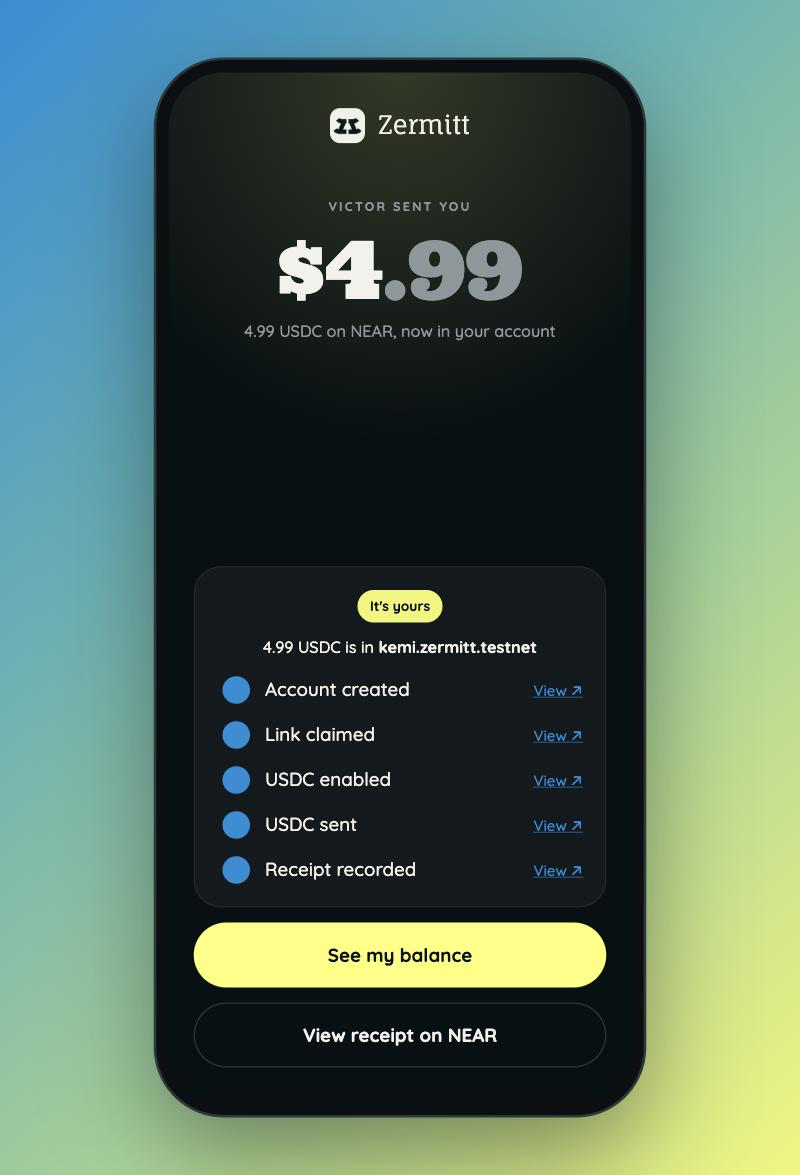 Zermitt
VICTOR SENT YOU
$4.99
4.99 USDC on NEAR, now in your account
It's yours
4.99 USDC is in kemi.zermitt.testnet
Account created View ↗
Link claimed View ↗
USDC enabled View ↗
USDC sent View ↗
Receipt recorded View ↗
See my balance
View receipt on NEAR